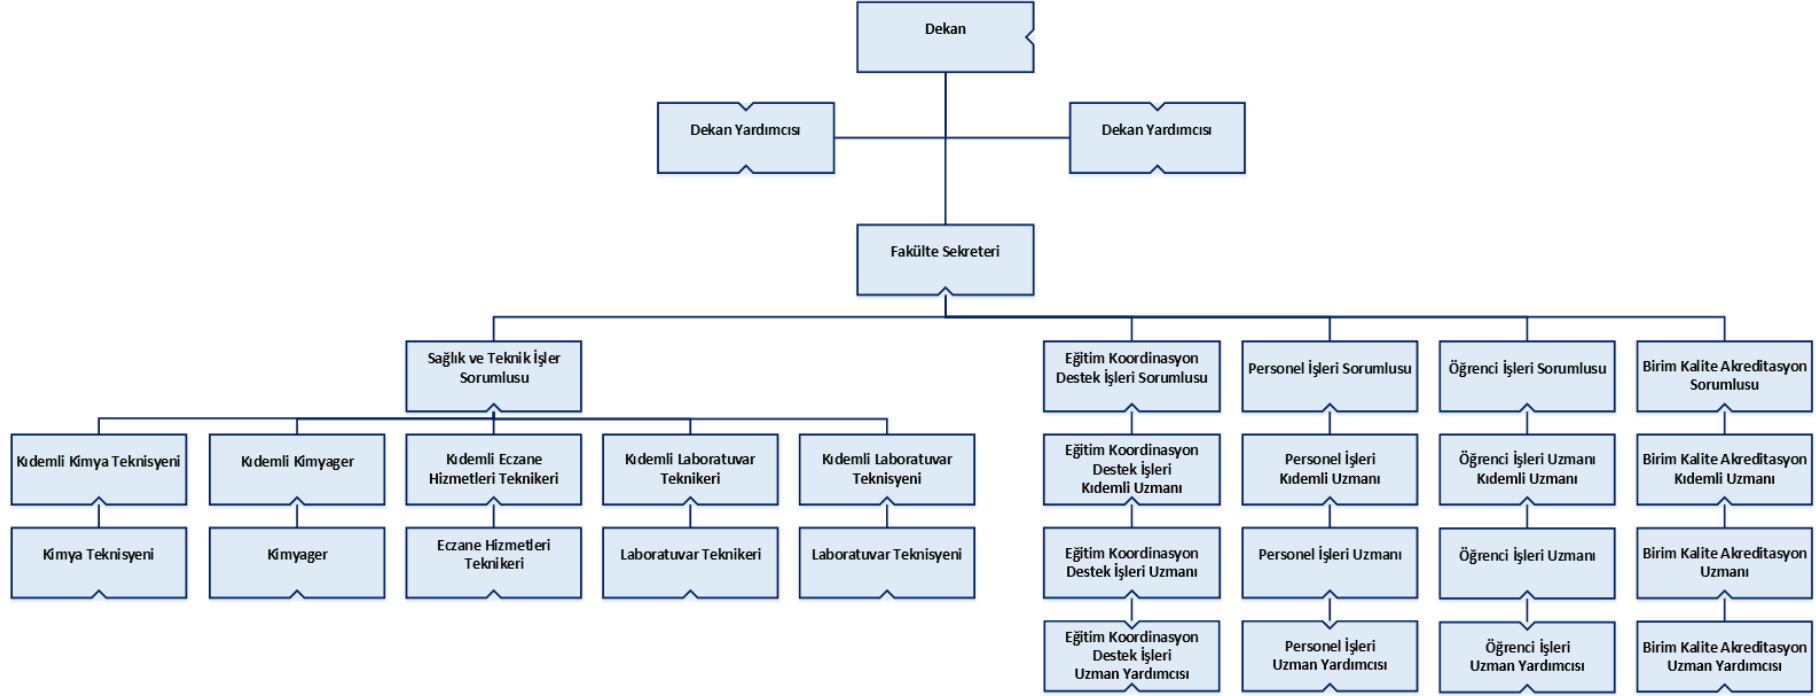 Dekan
Dekan Yardımcısı
Dekan Yardımcısı
Fakülte Sekreteri
Sağlık ve Teknik İşler
Sorumlusu
Eğitim Koordinasyon
Destek İşleri Sorumlusu
Personel İşleri Sorumlusu
Öğrenci İşleri Sorumlusu
Birim Kalite Akreditasyon
Sorumlusu
Kıdemli Kimya Teknisyeni
Kıdemli Kimyager
Kıdemli Eczane
Hizmetleri Teknikeri
Kıdemli Laboratuvar
Teknikeri
Kıdemli Laboratuvar
Teknisyeni
Eğitim Koordinasyon
Destek İşleri
Kıdemli Uzmanı
Personel İşleri
Kıdemli Uzmanı
Öğrenci İşleri Uzmanı
Kıdemli Uzmanı
Birim Kalite Akreditasyon
Kıdemli Uzmanı
Kimya Teknisyeni
Kimyager
Eczane Hizmetleri
Teknikeri
Laboratuvar Teknikeri
Laboratuvar Teknisyeni
Eğitim Koordinasyon
Destek İşleri Uzmanı
Personel İşleri Uzmanı
Öğrenci İşleri Uzmanı
Birim Kalite Akreditasyon
Uzmanı
Eğitim Koordinasyon
Destek İşleri
Uzman Yardımcısı
Personel İşleri
Uzman Yardımcısı
Öğrenci İşleri
Uzman Yardımcısı
Birim Kalite Akreditasyon
Uzman Yardımcısı